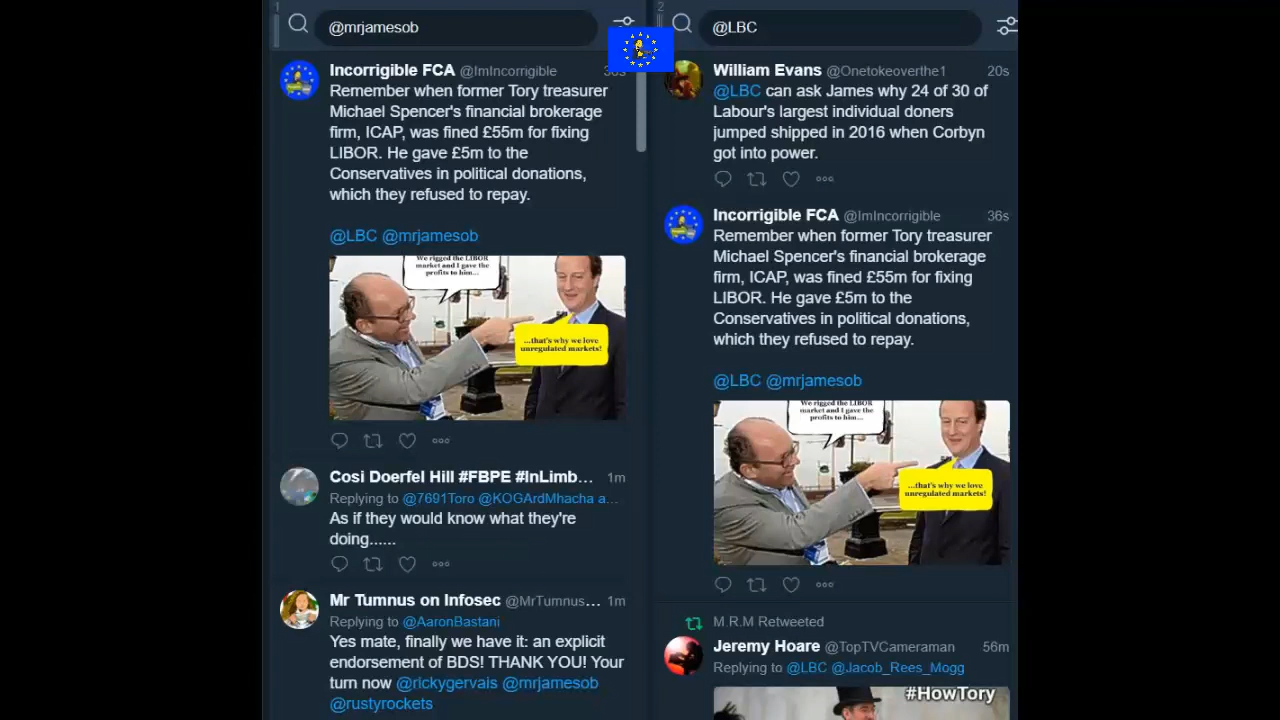 1
@mrjamesob
Incorrigible FCA @ImIncorrigible 36s
Remember when former Tory treasurer
Michael Spencer's financial brokerage
firm, ICAP, was fined £55m for fixing
LIBOR. He gave £5m to the
Conservatives in political donations,
which they refused to repay.
@LBC @mrjamesob
We rigged the LIBOR
market and I gave the
profits to him...
...that's why we love
unregulated markets!
Cosi Doerfel Hill #FBPE #InLimb... 1m
Replying to @7691Toro @KOGArdMhacha a...
As if they would know what they're
doing......
Mr Tumnus on Infosec @MrTumnus... 1m
Replying to @AaronBastani
Yes mate, finally we have it: an explicit
endorsement of BDS! THANK YOU! Your
turn now @rickygervais @mrjamesob
@rustyrockets
2
@LBC
William Evans @Onetokeoverthe1 20s
@LBC can ask James why 24 of 30 of
Labour's largest individual doners
jumped shipped in 2016 when Corbyn
got into power.
Incorrigible FCA @ImIncorrigible 36s
Remember when former Tory treasurer
Michael Spencer's financial brokerage
firm, ICAP, was fined £55m for fixing
LIBOR. He gave £5m to the
Conservatives in political donations,
which they refused to repay.
@LBC @mrjamesob
We rigged the LIBOR
market and I gave the
profits to him...
...that's why we love
unregulated markets!
M R.M Retweeted
Jeremy Hoare @TopTVCameraman 56m
Replying to @LBC @Jacob_Rees_Mogg
#HowTory